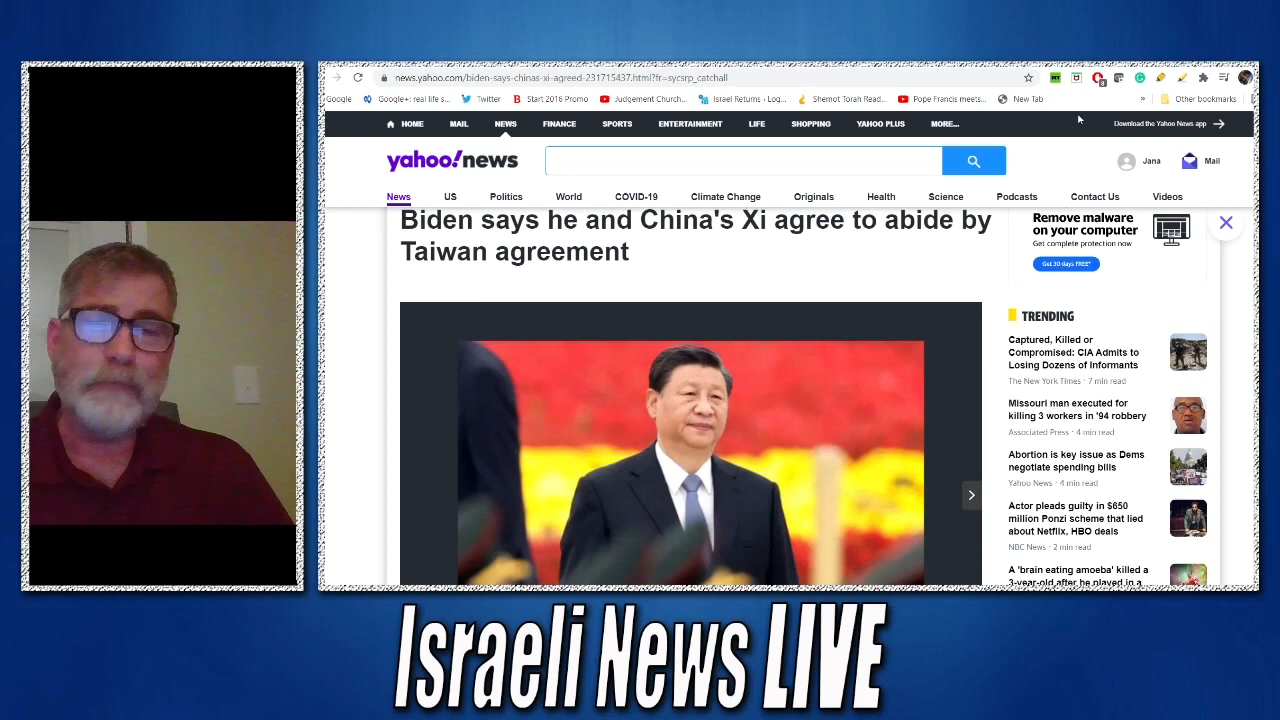 news.yahoo.com/biden-says-chinas-xi-agreed-231715437.html?fr=sycsrp_catchall
Google Google+: real life s... Twitter Start 2016 Promo Judgement Church... Israel Returns › Log... Shemot Torah Read... Pope Francis meets... New Tab » Other bookmarks
HOME MAIL NEWS FINANCE SPORTS ENTERTAINMENT LIFE SHOPPING YAHOO PLUS MORE... Download the Yahoo News app
yahoo!news Jana Mail
News US Politics World COVID-19 Climate Change Originals Health Science Podcasts Contact Us Videos
Biden says he and China's Xi agree to abide by
Taiwan agreement
Remove malware
on your computer
Get complete protection now
Get 30 days FREE*
TRENDING
Captured, Killed or
Compromised: CIA Admits to
Losing Dozens of Informants
The New York Times · 7 min read
Missouri man executed for
killing 3 workers in '94 robbery
Associated Press · 4 min read
Abortion is key issue as Dems
negotiate spending bills
Yahoo News · 4 min read
Actor pleads guilty in $650
million Ponzi scheme that lied
about Netflix, HBO deals
NBC News · 2 min read
A 'brain eating amoeba' killed a
3-year-old after he played in a
Israeli News LIVE